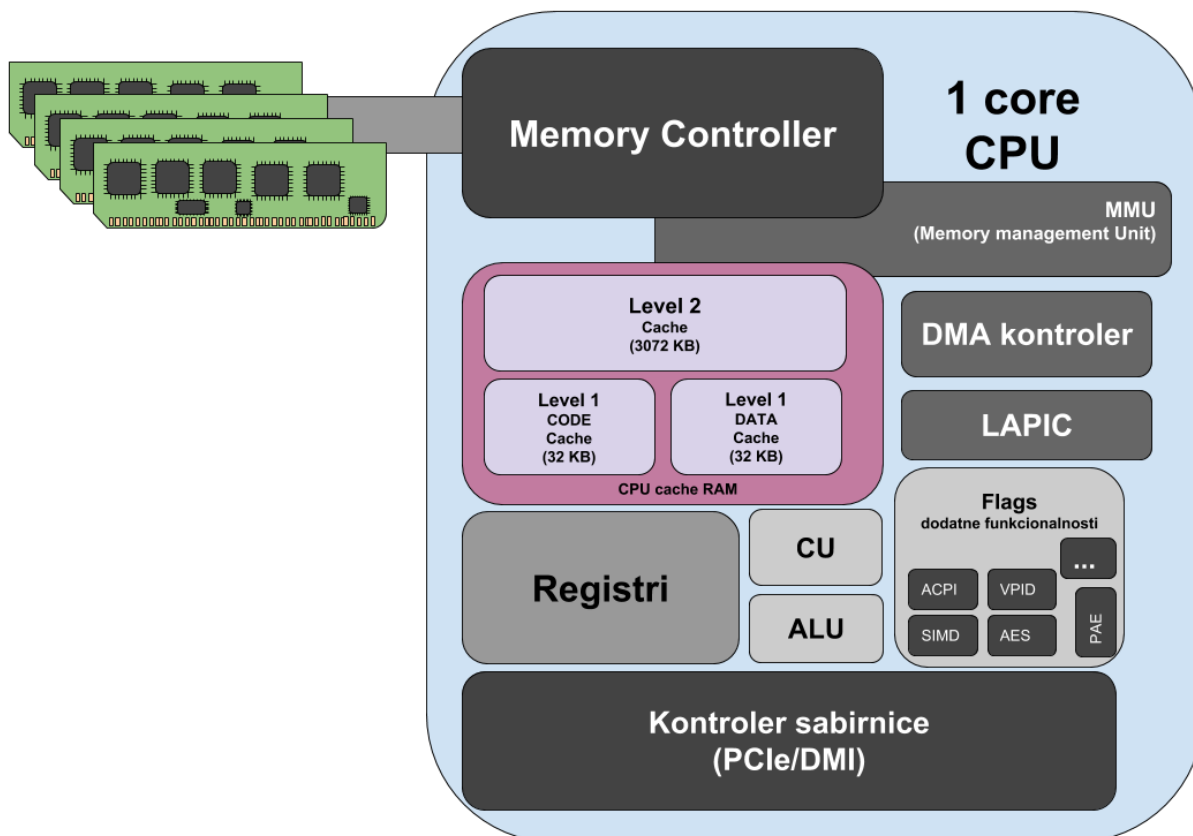 Memory Controller
1 core
CPU
MMU
(Memory management Unit)
Level 2
Cache
(3072 KB)
Level 1
CODE
Cache
(32 KB)
Level 1
DATA
Cache
(32 KB)
CPU cache RAM
DMA kontroler
LAPIC
Registri
CU
ALU
Flags
dodatne funkcionalnosti
...
ACPI
VPID
SIMD
AES
PAE
Kontroler sabirnice
(PCIe/DMI)